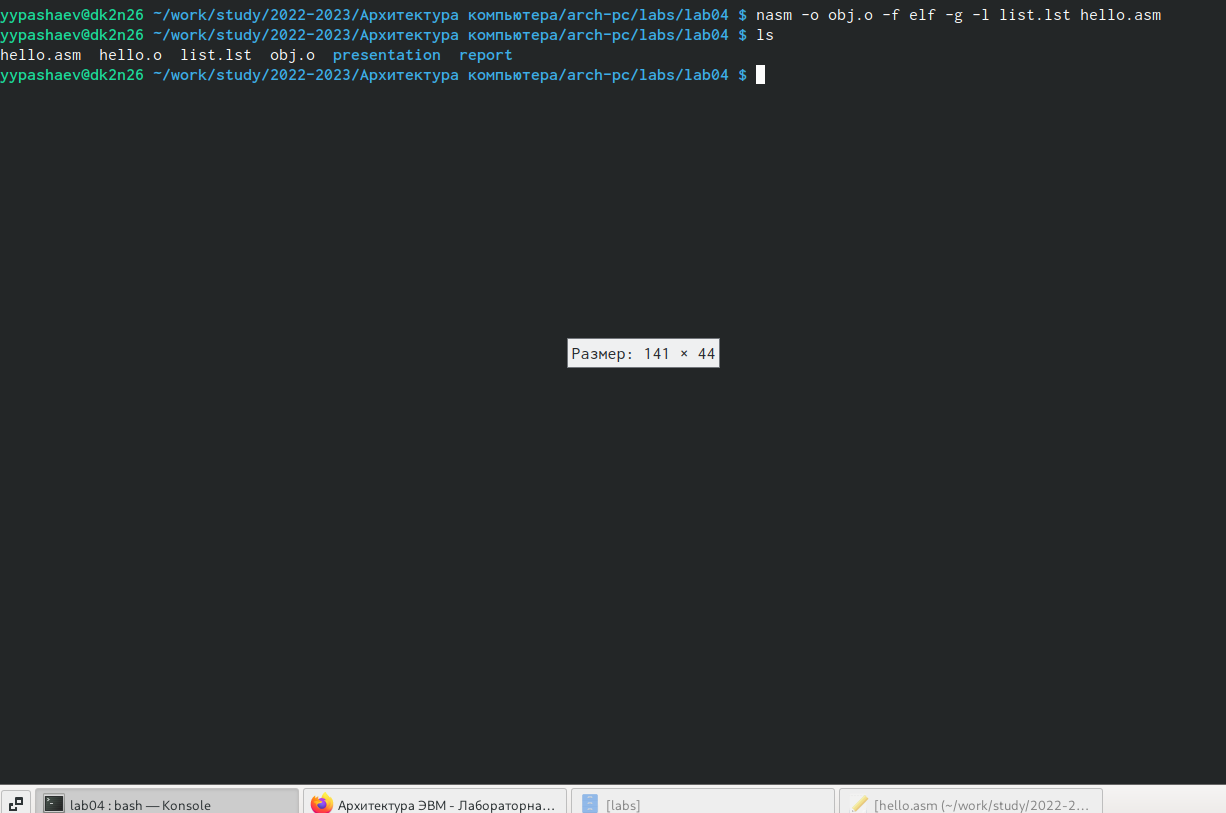 yypashaev@dk2n26 ~/work/study/2022-2023/Архитектура компьютера/arch-pc/labs/lab04 $ nasm -o obj.o -f elf -g -l list.lst hello.asm
yypashaev@dk2n26 ~/work/study/2022-2023/Архитектура компьютера/arch-pc/labs/lab04 $ ls
hello.asm  hello.o  list.lst  obj.o  presentation  report
yypashaev@dk2n26 ~/work/study/2022-2023/Архитектура компьютера/arch-pc/labs/lab04 $
Размер: 141 × 44
lab04 : bash — Konsole
Архитектура ЭВМ - Лабораторна...
[labs]
[hello.asm (~/work/study/2022-2...